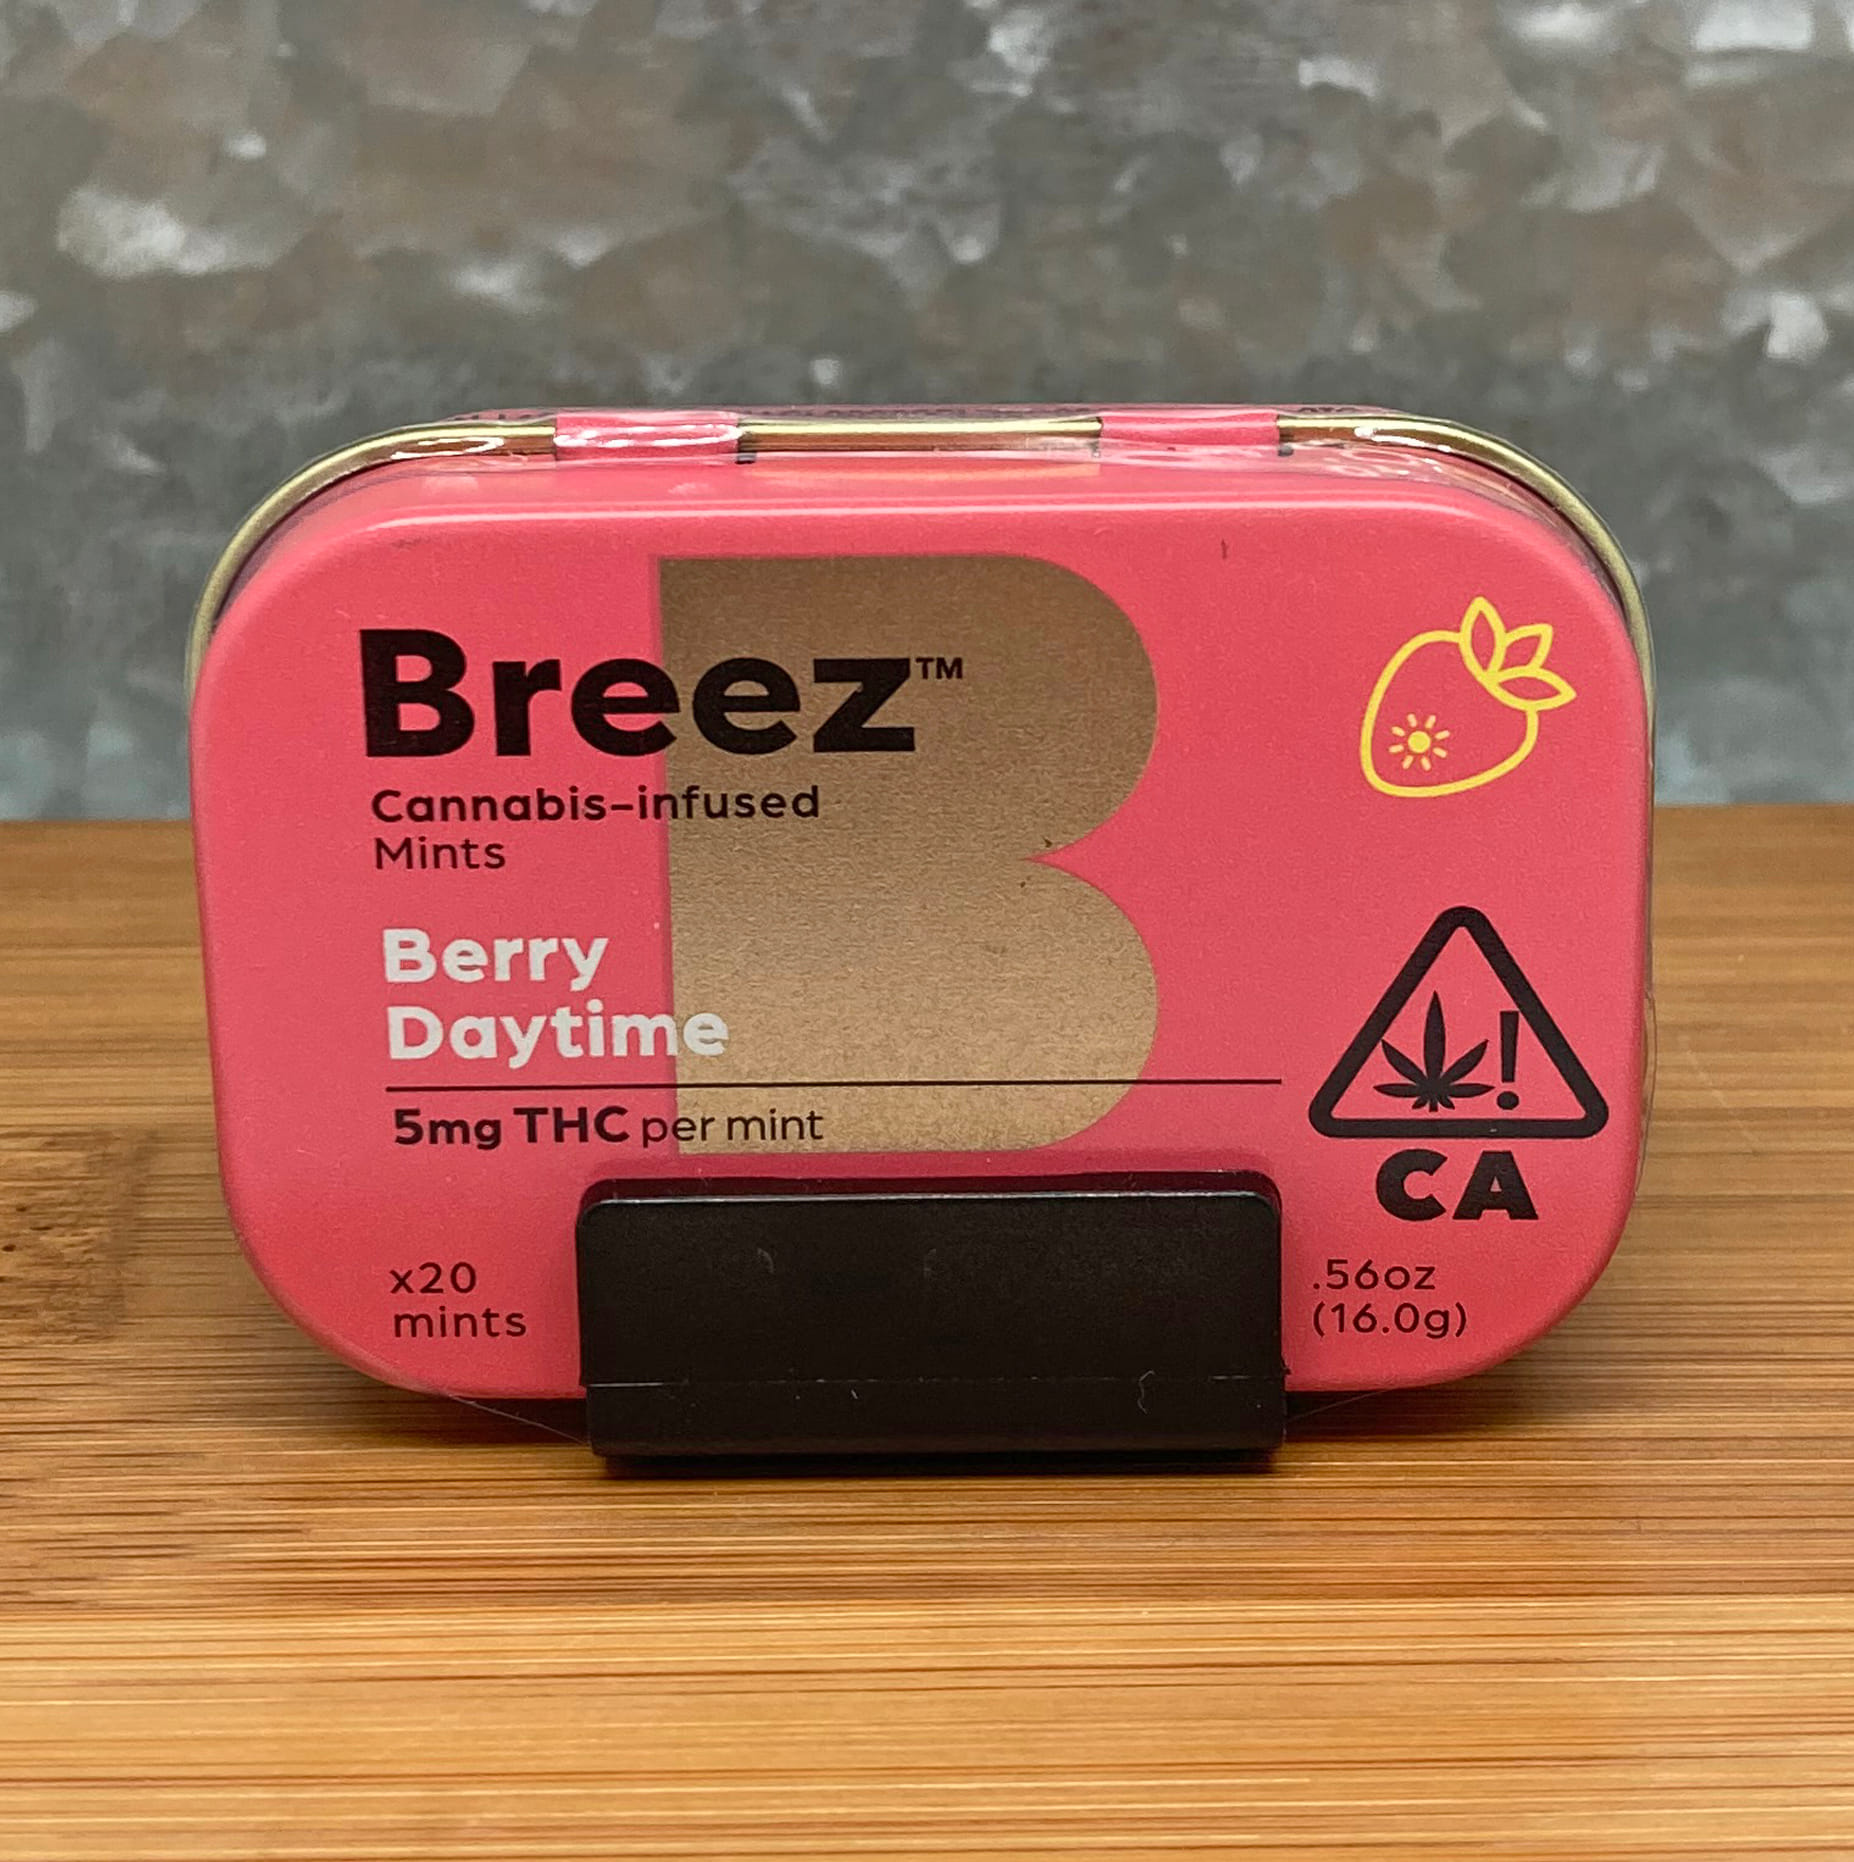 Breez™
Cannabis-infused
Mints
Berry
Daytime
5mg THC per mint
CA
x20
mints
.56oz
(16.0g)